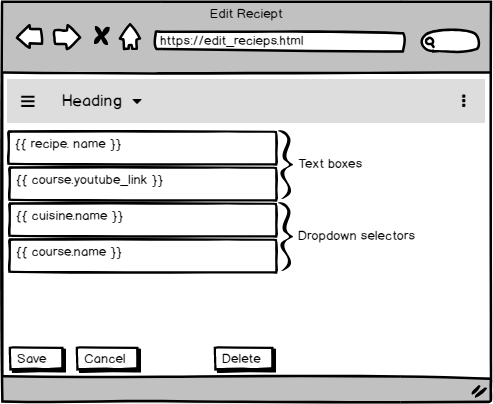 Edit Reciept
https://edit_recieps.html
Heading
{{ recipe. name }}
{{ course.youtube_link }}
Text boxes
{{ cuisine.name }}
{{ course.name }}
Dropdown selectors
Save
Cancel
Delete